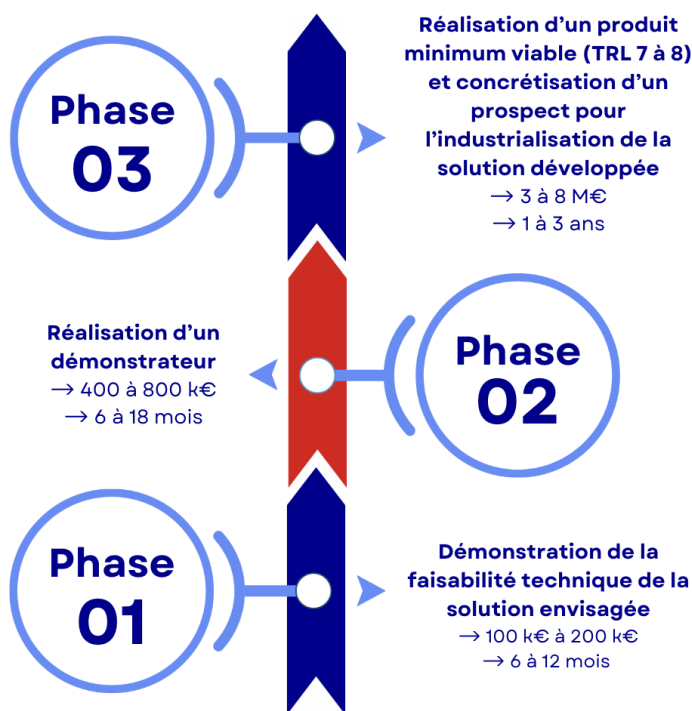 Phase
03
Réalisation d’un produit
minimum viable (TRL 7 à 8)
et concrétisation d’un
prospect pour
l’industrialisation de la
solution développée
→ 3 à 8 M€
→ 1 à 3 ans
Réalisation d’un
démonstrateur
→ 400 à 800 k€
→ 6 à 18 mois
Phase
02
Phase
01
Démonstration de la
faisabilité technique de la
solution envisagée
→ 100 k€ à 200 k€
→ 6 à 12 mois